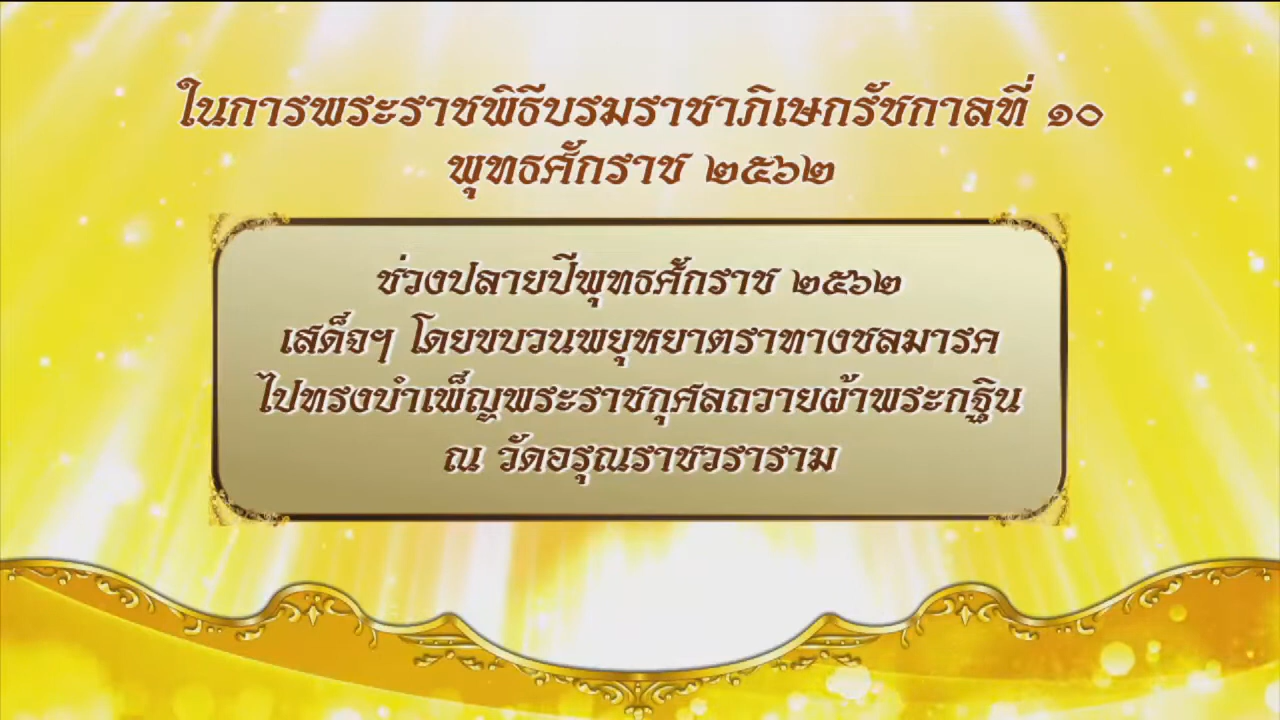 ในการพระราชพิธีบรมราชาภิเษกรัชกาลที่ ๑๐
พุทธศักราช ๒๕๖๒
ช่วงปลายปีพุทธศักราช ๒๕๖๒
เสด็จฯ โดยขบวนพยุหยาตราทางชลมารค
ไปทรงบำเพ็ญพระราชกุศลถวายผ้าพระกฐิน
ณ วัดอรุณราชวราราม